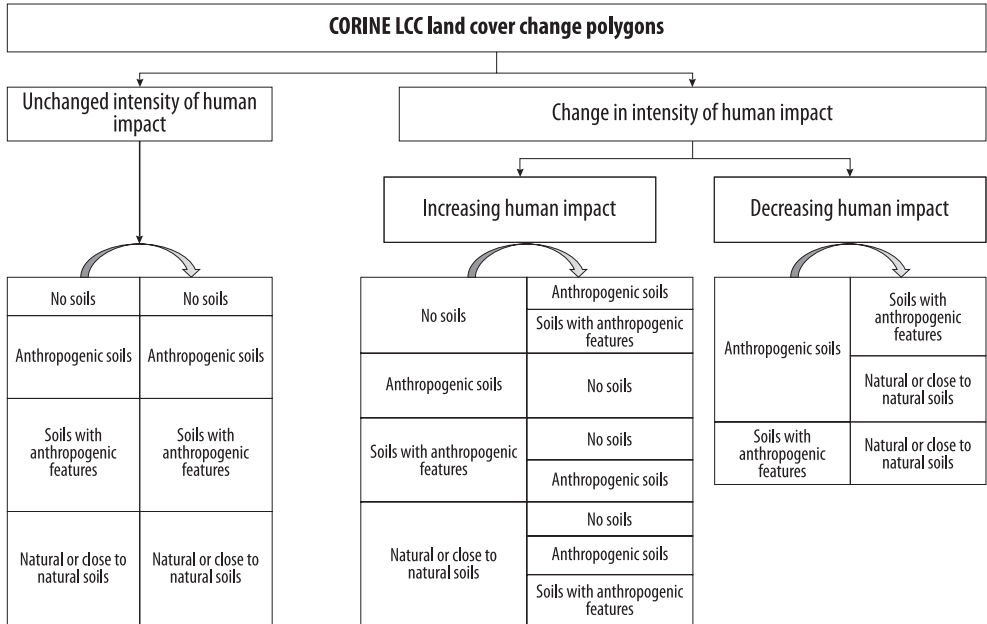 CORINE LCC land cover change polygons
Unchanged intensity of human
impact
Change in intensity of human impact
Increasing human impact
Decreasing human impact
No soils
No soils
Anthropogenic soils
Anthropogenic soils
Soils with
anthropogenic
features
Soils with
anthropogenic
features
Natural or close to
natural soils
Natural or close to
natural soils
No soils
Anthropogenic soils
Soils with anthropogenic
features
Anthropogenic soils
No soils
Soils with anthropogenic
features
No soils
Anthropogenic soils
Natural or close to
natural soils
No soils
Anthropogenic soils
Soils with anthropogenic
features
Anthropogenic soils
Soils with
anthropogenic
features
Natural or close to
natural soils
Soils with
anthropogenic
features
Natural or close to
natural soils